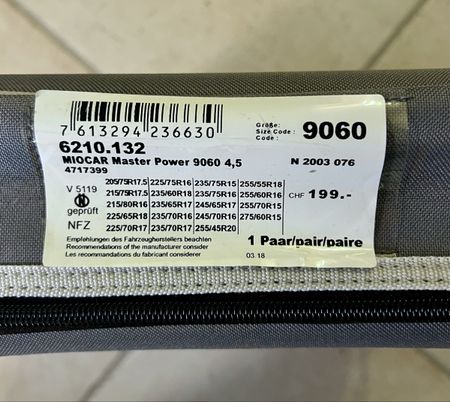 7 613294 236630
Größe:
Size Code:
Code:
9060
6210.132
MIOCAR Master Power 9060 4,5
N 2003 076
4717399
V 5119
geprüft
NFZ
205/75R17.5 225/75R16 235/75R15 255/55R18
215/75R17.5 235/60R18 235/75R16 255/60R17
215/80R16 235/65R17 245/70R16 265/70R15
225/65R18 235/70R16 245/70R16 275/60R15
225/70R17 235/70R17 255/45R20
CHF 199.-
Empfehlungen des Fahrzeugherstellers beachten
Recommendations of the manufacturer consider
Les recommandations du fabricant considerer
1 Paar/pair/paire
03.18